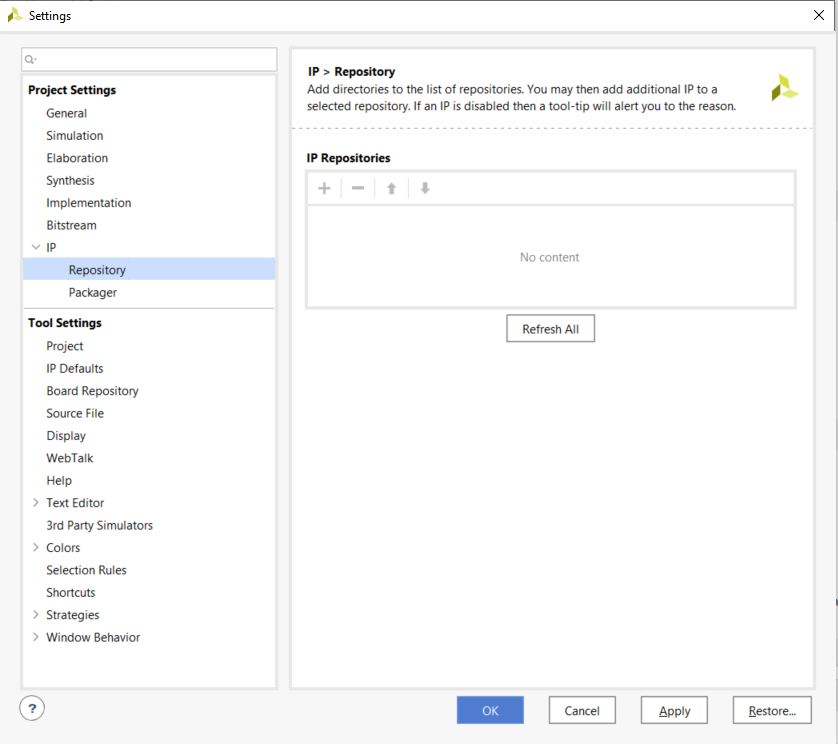 Settings
Project Settings
General
Simulation
Elaboration
Synthesis
Implementation
Bitstream
IP
Repository
Packager
Tool Settings
Project
IP Defaults
Board Repository
Source File
Display
WebTalk
Help
Text Editor
3rd Party Simulators
Colors
Selection Rules
Shortcuts
Strategies
Window Behavior
IP > Repository
Add directories to the list of repositories. You may then add additional IP to a
selected repository. If an IP is disabled then a tool-tip will alert you to the reason.
IP Repositories
No content
Refresh All
?
OK
Cancel
Apply
Restore...